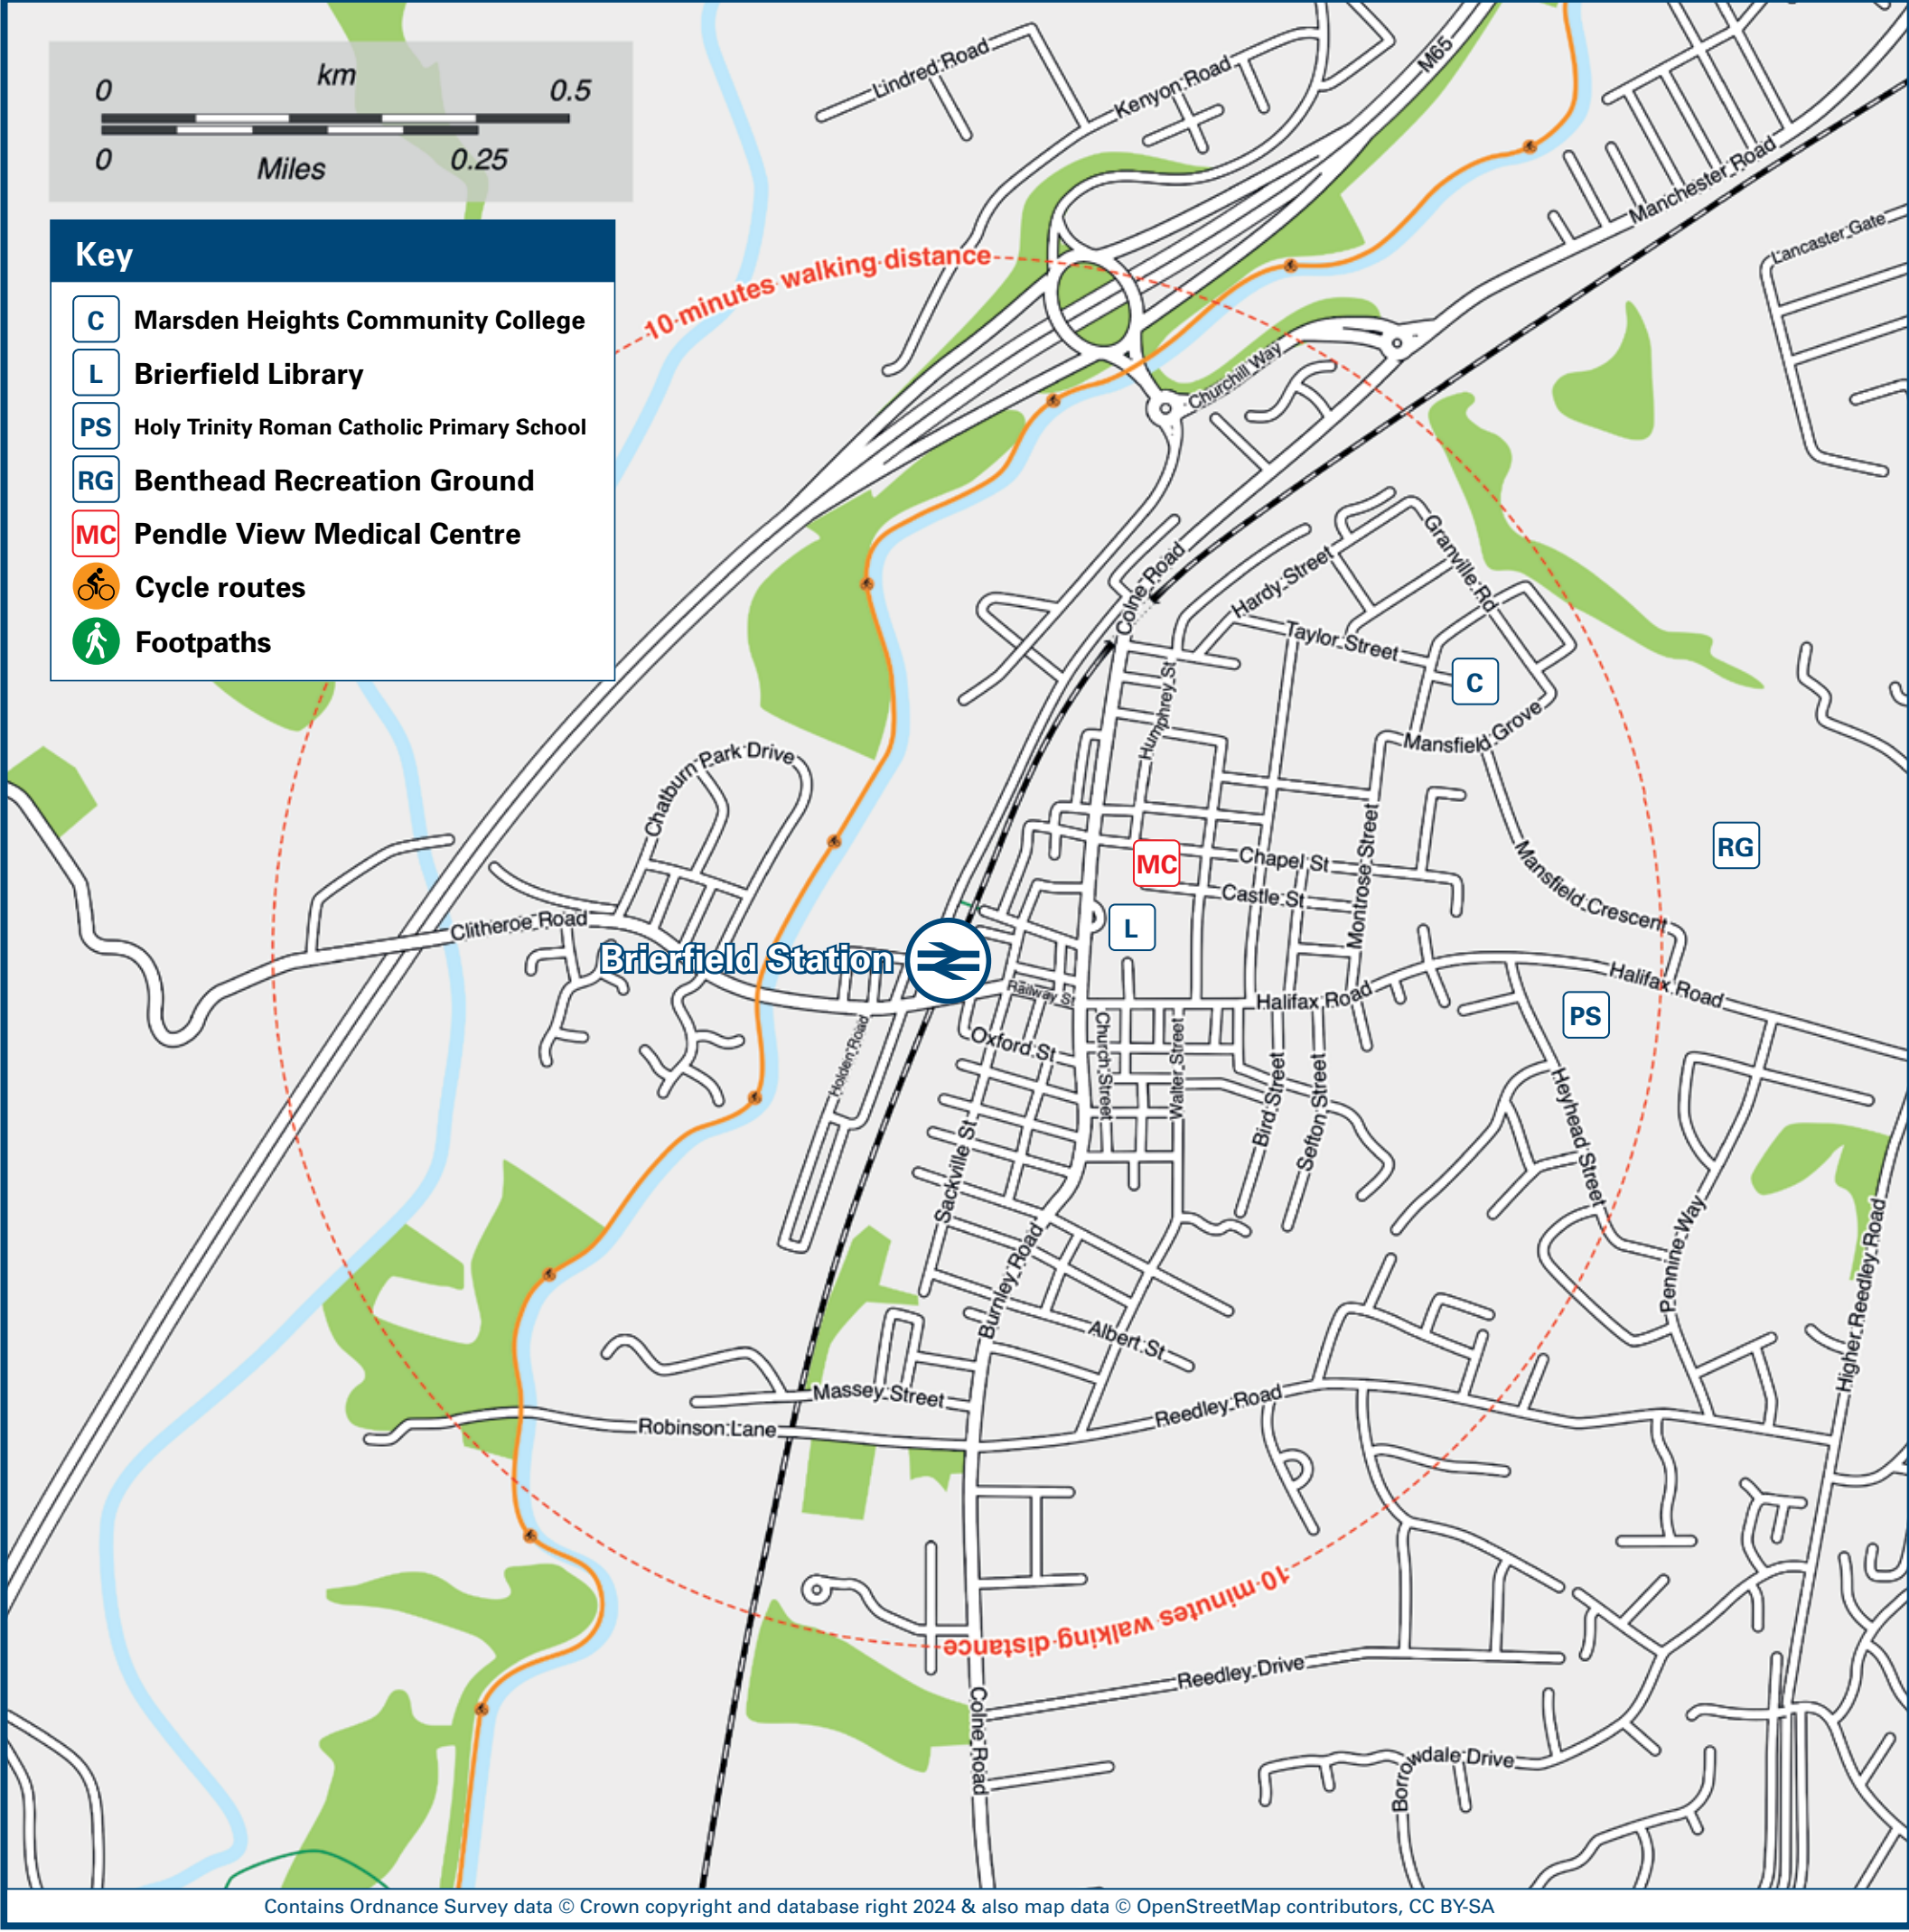 km
0
0.5
0
Miles
0.25
Key
C Marsden Heights Community College
L Brierfield Library
PS Holy Trinity Roman Catholic Primary School
RG Benthead Recreation Ground
MC Pendle View Medical Centre
Cycle routes
Footpaths
Lindred Road
Kenyon Road
M65
Manchester Road
Lancaster Gate
10 minutes walking distance
Churchill Way
Colne Road
Hardy Street
Granville Rd
Taylor Street
C
Humphrey St
Mansfield Grove
Chatburn Park Drive
Montrose Street
Mansfield Crescent
RG
MC
Chapel St
Castle St
L
Clitheroe Road
Brierfield Station
Railway St
Halifax Road
Halifax Road
PS
Holden Road
Oxford St
Church Street
Walter Street
Bird Street
Sefton Street
Heyhead Street
Sackville St
Burnley Road
Pennine Way
Higher Reedley Road
Albert St
Massey Street
Reedley Road
Robinson Lane
10 minutes walking distance
Reedley Drive
Colne Road
Borrowdale Drive
Contains Ordnance Survey data © Crown copyright and database right 2024 & also map data © OpenStreetMap contributors, CC BY-SA